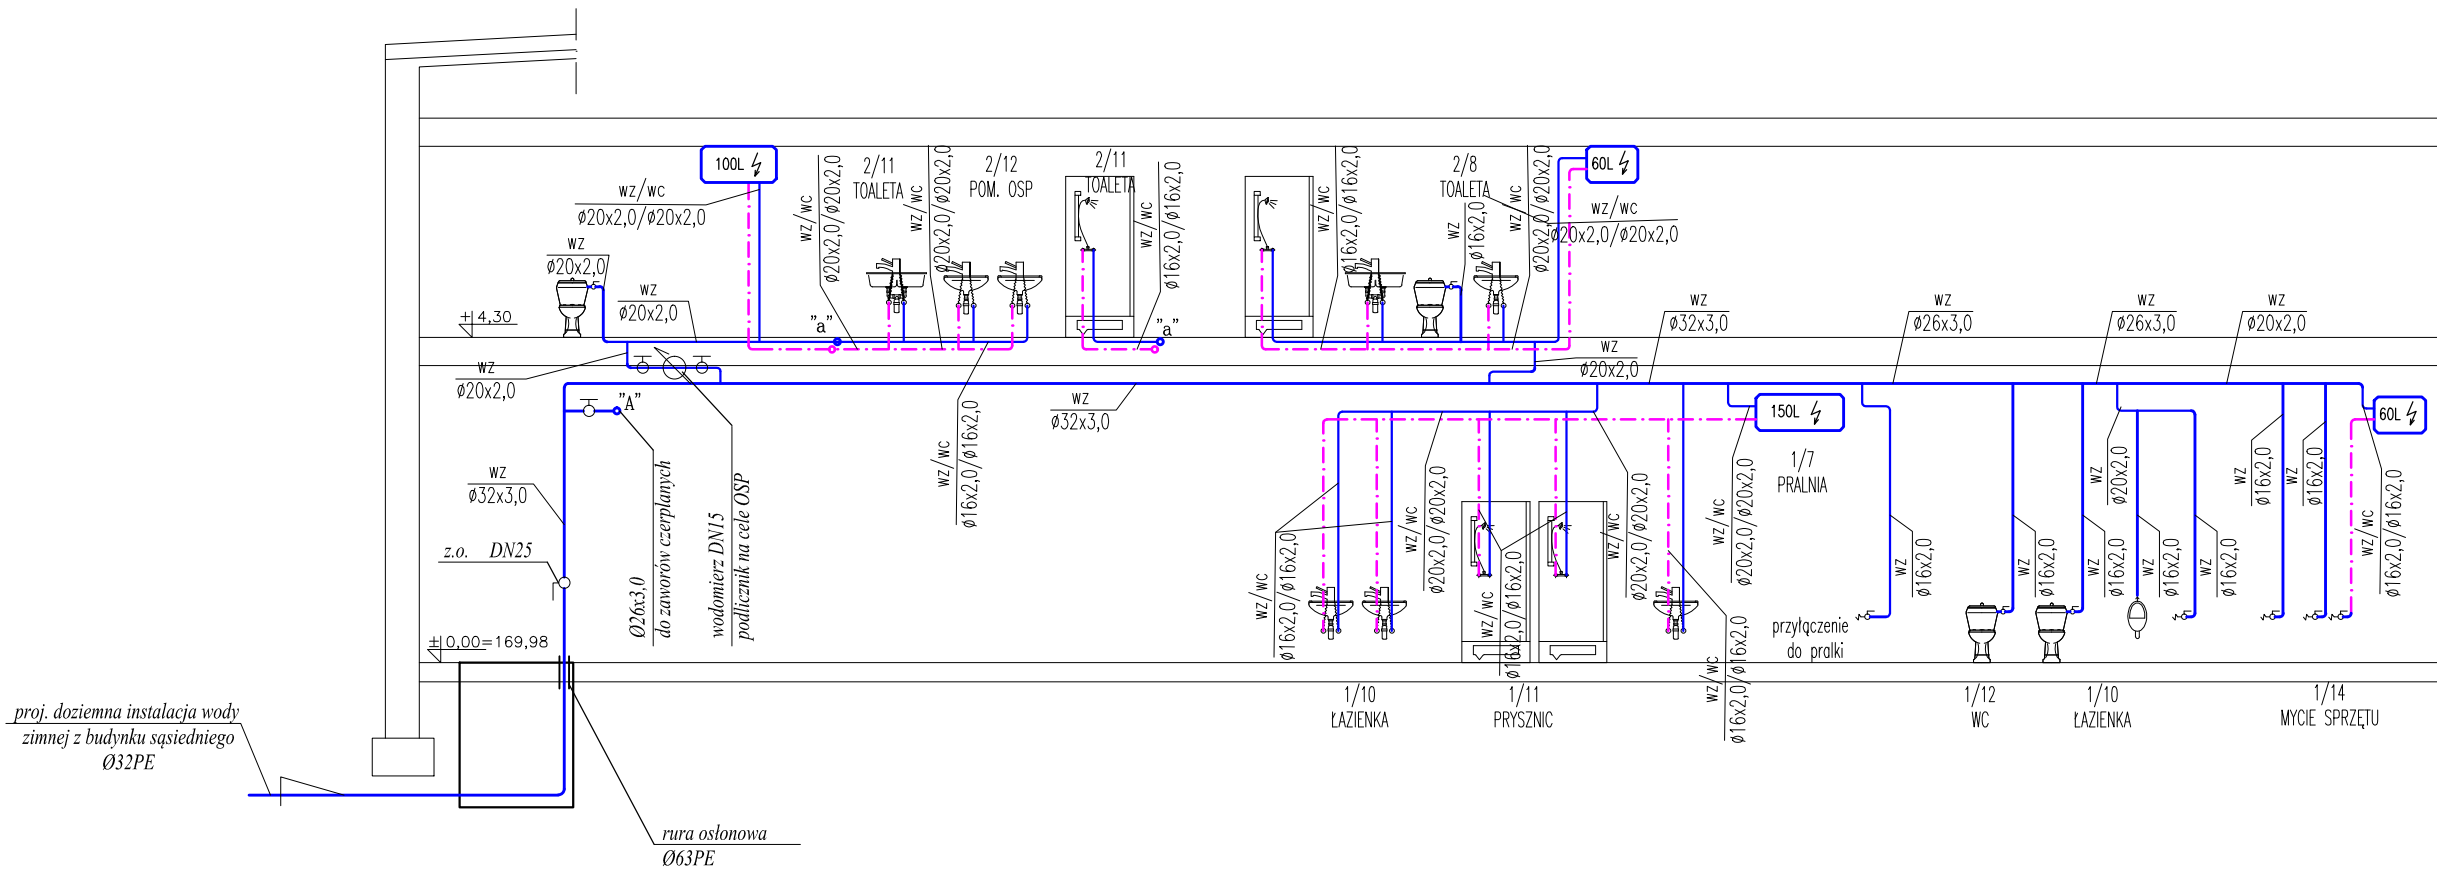 100L
2/11
TOALETA
2/12
POM. OSP
2/11
TOALETA
2/8
TOALETA
60L
WZ/WC
ø20x2,0/ø20x2,0
WZ/WC
ø20x2,0/ø20x2,0
WZ/WC
ø20x2,0/ø20x2,0
WZ/WC
ø16x2,0/ø16x2,0
WZ/WC
ø16x2,0/ø16x2,0
WZ
ø16x2,0
WZ/WC
ø20x2,0/ø20x2,0
WZ/WC
ø20x2,0/ø20x2,0
WZ
ø20x2,0
WZ
ø20x2,0
"a"
"a"
+4,30
WZ
ø32x3,0
WZ
ø26x3,0
WZ
ø26x3,0
WZ
ø20x2,0
WZ
ø20x2,0
WZ
ø20x2,0
"A"
WZ
ø32x3,0
WZ/WC
ø16x2,0/ø16x2,0
150L
60L
1/7
PRALNIA
WZ
ø32x3,0
z.o. DN25
Ø26x3,0
do zaworów czerplanych
wodomierz DN15
podlicznik na cele OSP
WZ/WC
ø16x2,0/ø16x2,0
WZ/WC
ø20x2,0/ø20x2,0
WZ/WC
ø16x2,0/ø16x2,0
WZ/WC
ø20x2,0/ø20x2,0
WZ/WC
ø16x2,0/ø16x2,0
WZ/WC
ø20x2,0/ø20x2,0
WZ
ø16x2,0
WZ
ø16x2,0
WZ
ø16x2,0
WZ
ø20x2,0
WZ
ø16x2,0
WZ
ø16x2,0
WZ
ø16x2,0
WZ
ø16x2,0
WZ/WC
ø16x2,0/ø16x2,0
±0,00=169,98
przyłączenie
do pralki
1/10
ŁAZIENKA
1/11
PRYSZNIC
1/12
WC
1/10
ŁAZIENKA
1/14
MYCIE SPRZĘTU
proj. doziemna instalacja wody
zimnej z budynku sąsiedniego
Ø32PE
rura osłonowa
Ø63PE